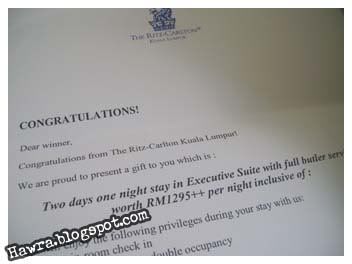 THE RITZ-CARLTON®
KUALA LUMPUR
CONGRATULATIONS!
Dear winner,
Congratulations from The Ritz-Carlton Kuala Lumpur!
We are proud to present a gift to you which is :
Two days one night stay in Executive Suite with full butler
worth RM1295++ per night inclusive of :
enjoy the following privileges during your stay with us:
room check in
double occupancy
Hawra.blogspot.com